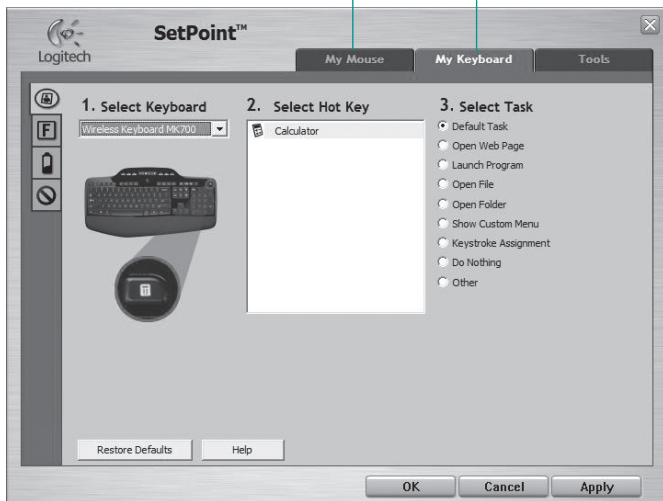 SetPoint™
Logitech
My Mouse
My Keyboard
Tools
1. Select Keyboard
Wireless Keyboard MK700
2. Select Hot Key
Calculator
3. Select Task
Default Task
Open Web Page
Launch Program
Open File
Open Folder
Show Custom Menu
Keystroke Assignment
Do Nothing
Other
F
Restore Defaults
Help
OK
Cancel
Apply